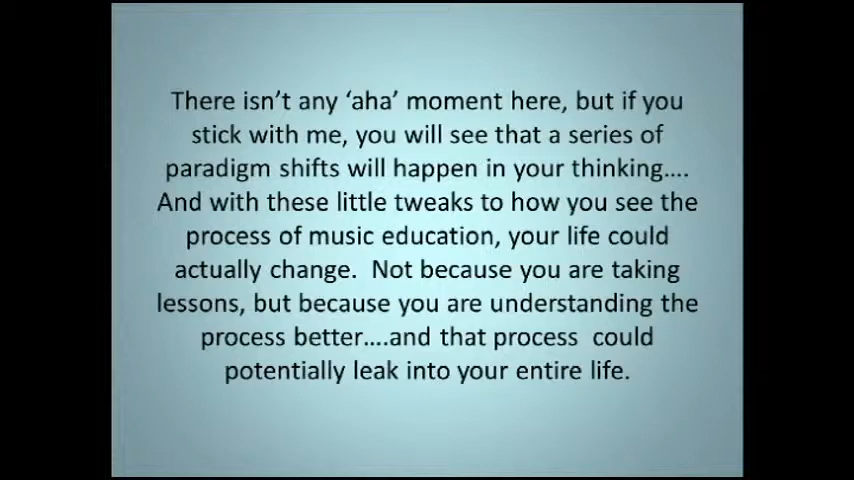 There isn’t any ‘aha’ moment here, but if you
stick with me, you will see that a series of
paradigm shifts will happen in your thinking….
And with these little tweaks to how you see the
process of music education, your life could
actually change.  Not because you are taking
lessons, but because you are understanding the
process better….and that process  could
potentially leak into your entire life.